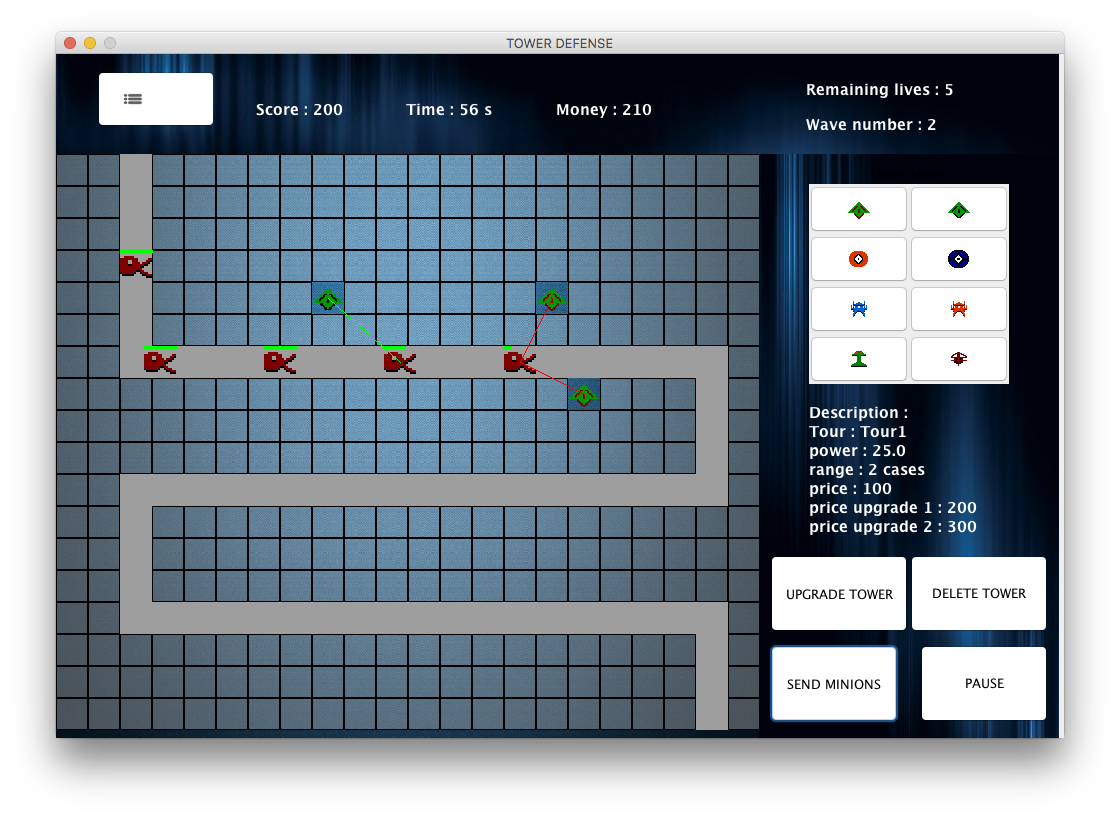 TOWER DEFENSE
Score : 200
Time : 56 s
Money : 210
Remaining lives : 5
Wave number : 2
Description :
Tour : Tour1
power : 25.0
range : 2 cases
price : 100
price upgrade 1 : 200
price upgrade 2 : 300
UPGRADE TOWER
DELETE TOWER
SEND MINIONS
PAUSE